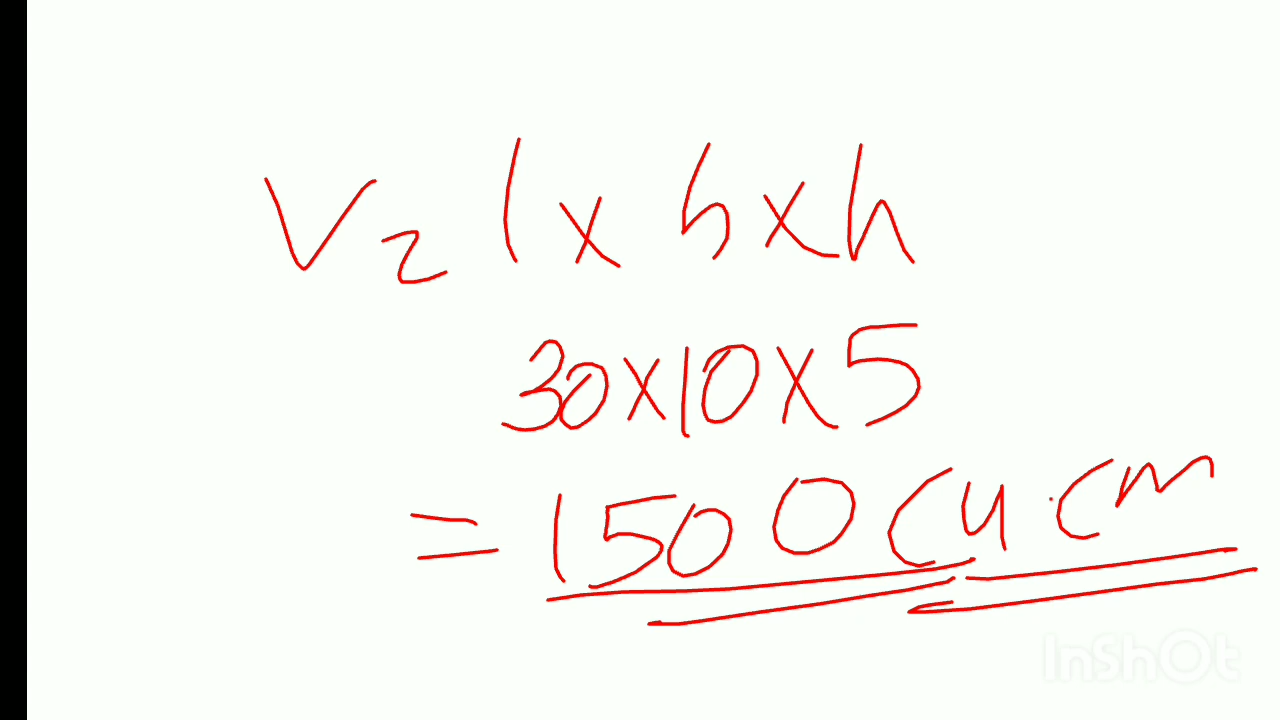 V = l x b x h
30 x 10 x 5
= 1500 cu.cm
InShOt